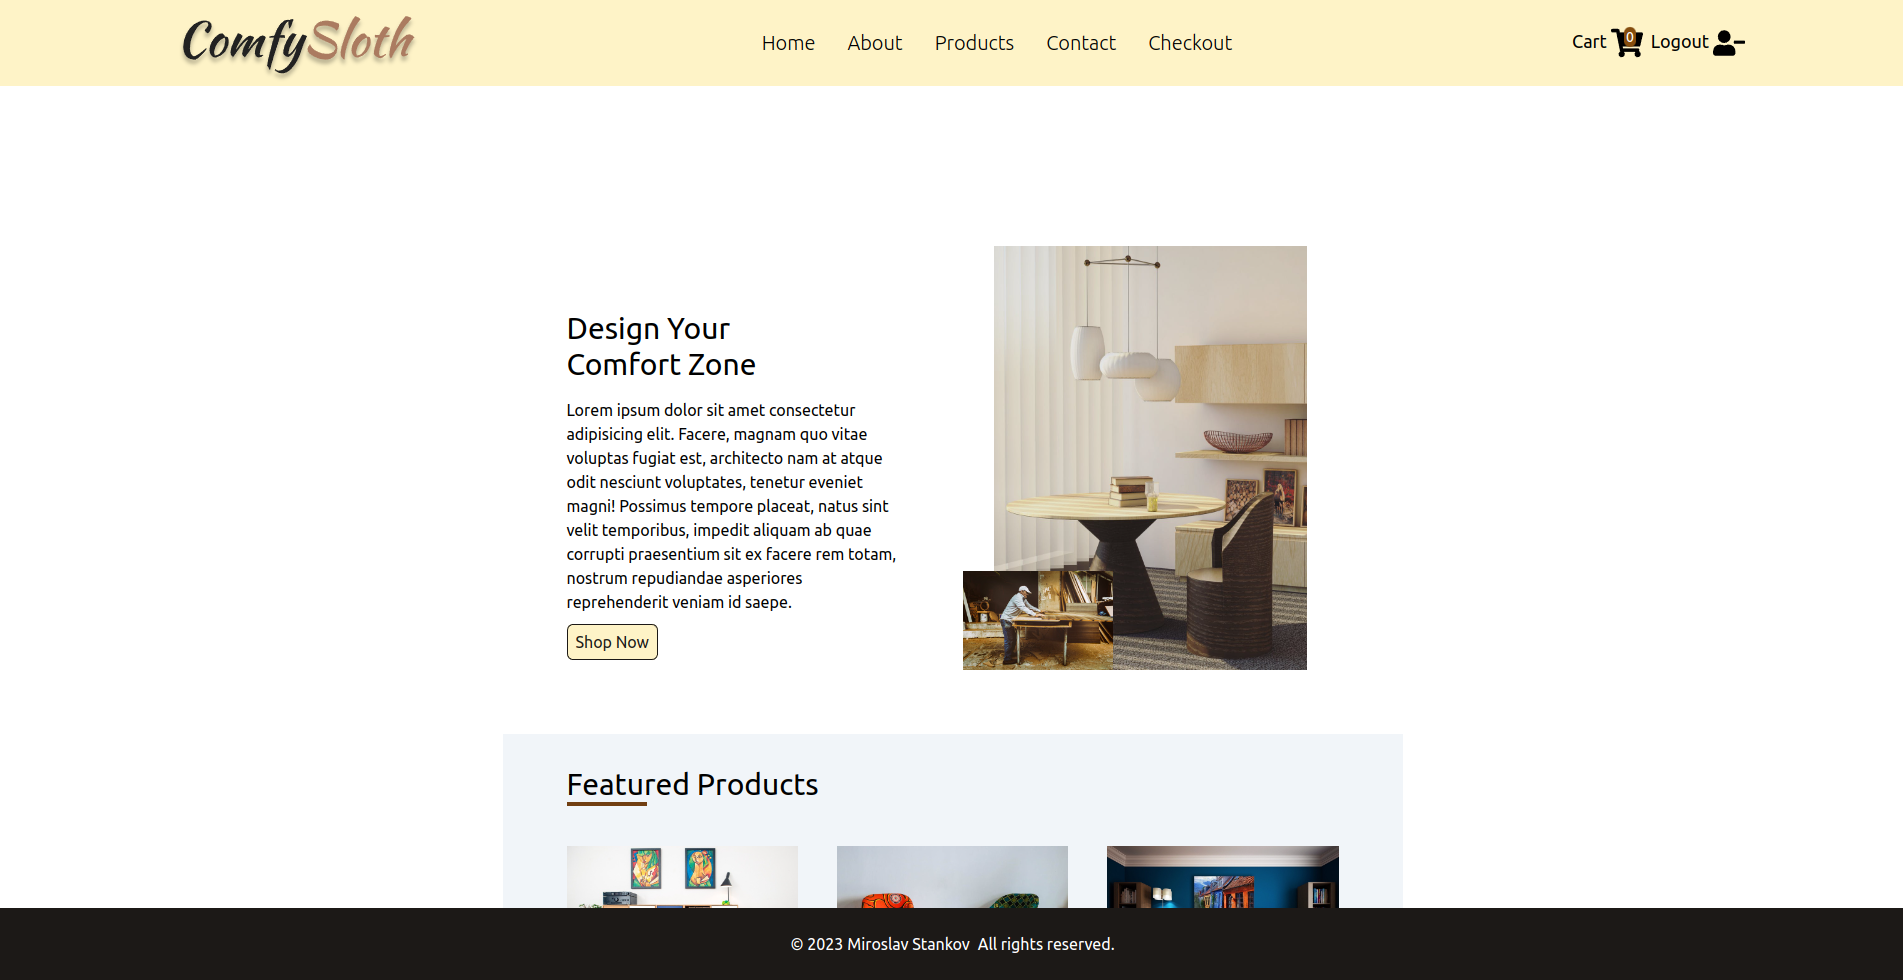 ComfySloth
Home About Products Contact Checkout
Cart 0 Logout
Design Your
Comfort Zone
Lorem ipsum dolor sit amet consectetur
adipisicing elit. Facere, magnam quo vitae
voluptas fugiat est, architecto nam at atque
odit nesciunt voluptates, tenetur eveniet
magni! Possimus tempore placeat, natus sint
velit temporibus, impedit aliquam ab quae
corrupti praesentium sit ex facere rem totam,
nostrum repudiandae asperiores
reprehenderit veniam id saepe.
Shop Now
Featured Products
© 2023 Miroslav Stankov  All rights reserved.